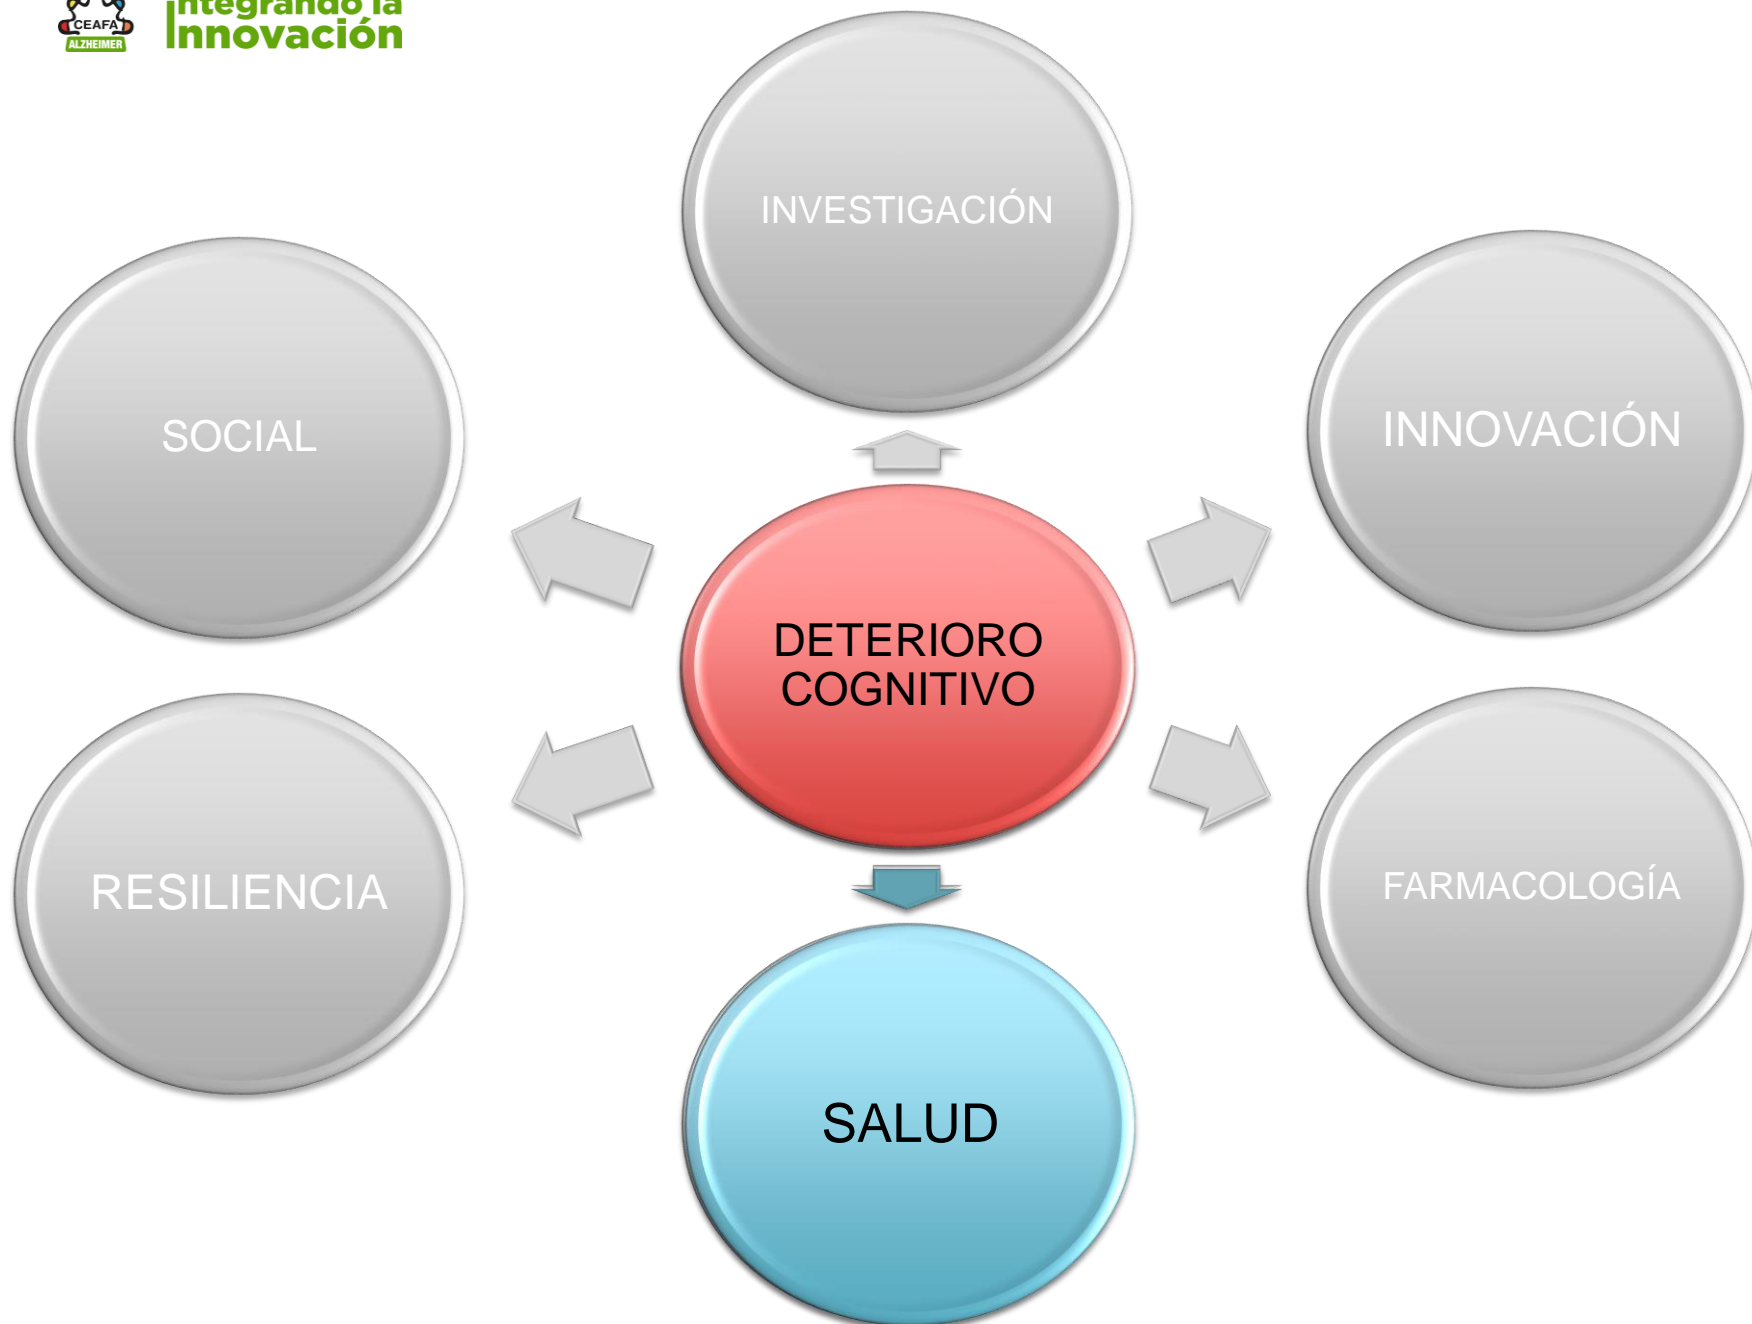 CEAFA
ALZHEIMER
integrando la
Innovación
INVESTIGACIÓN
SOCIAL
INNOVACIÓN
DETERIORO
COGNITIVO
RESILIENCIA
FARMACOLOGÍA
SALUD